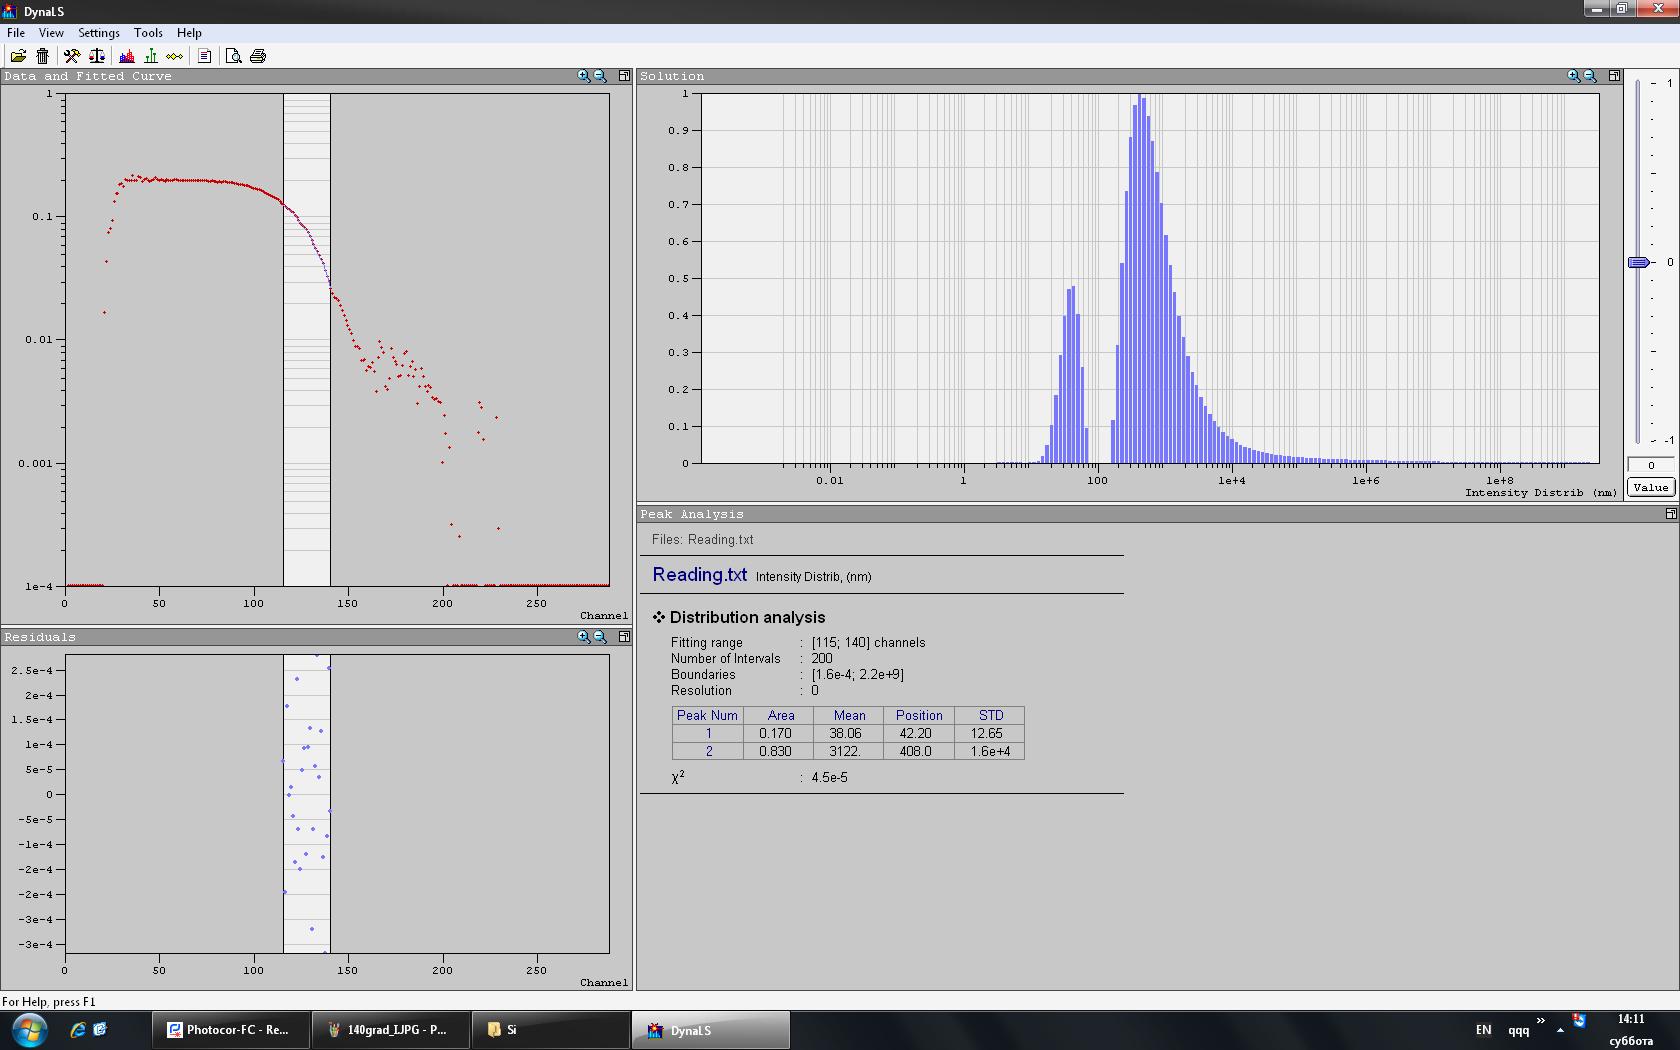 DynaLS
File View Settings Tools Help
Data and Fitted Curve
1
0.1
0.01
0.001
1e-4
0 50 100 150 200 250
Channel
Residuals
2.5e-4
2e-4
1.5e-4
1e-4
5e-5
0
-5e-5
-1e-4
-2e-4
-2e-4
-3e-4
-3e-4
0 50 100 150 200 250
Channel
Solution
1
0.9
0.8
0.7
0.6
0.5
0.4
0.3
0.2
0.1
0
0.01 1 100 1e+4 1e+6 1e+8
Intensity Distrib (nm)
1
0
-1
0
Value
Peak Analysis
Files: Reading.txt
Reading.txt Intensity Distrib, (nm)
Distribution analysis
Fitting range : [115; 140] channels
Number of Intervals : 200
Boundaries : [1.6e-4; 2.2e+9]
Resolution : 0
Peak Num Area Mean Position STD
1 0.170 38.06 42.20 12.65
2 0.830 3122. 408.0 1.6e+4
χ2 : 4.5e-5
For Help, press F1
Photocor-FC - Re... 140grad_I.JPG - P... Si DynaLS
EN qqq » 14:11
суббота